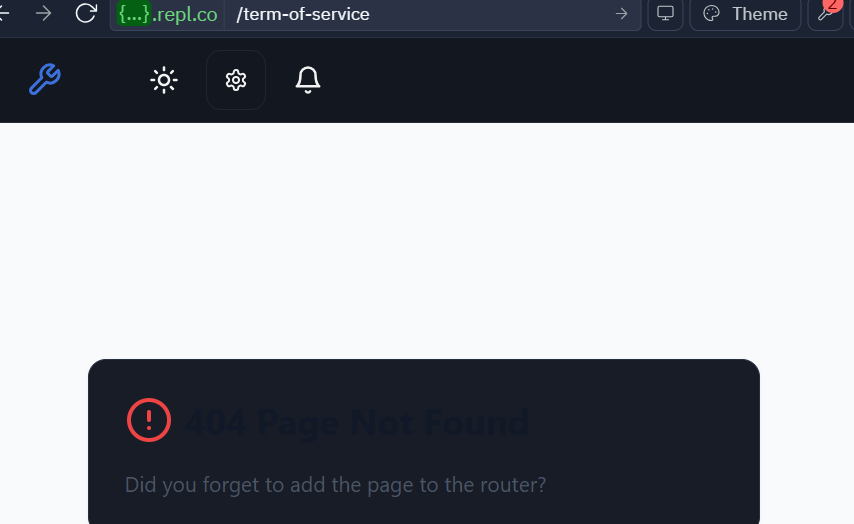 {...}.repl.co /term-of-service
Theme
2
404 Page Not Found
Did you forget to add the page to the router?